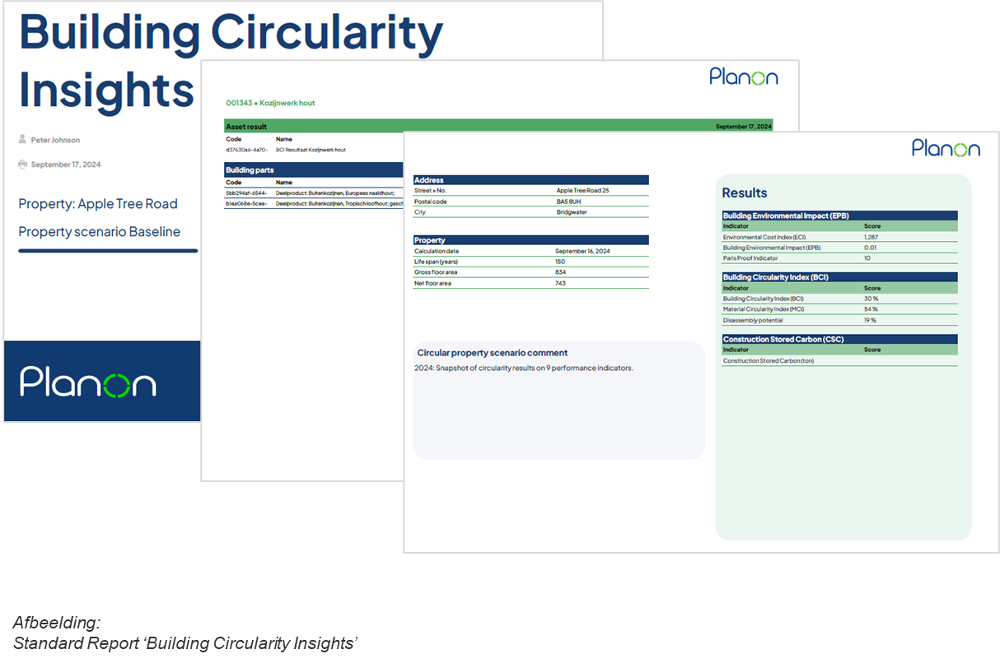 Building Circularity
Insights
Peter Johnson
September 17, 2024
Property: Apple Tree Road
Property scenario Baseline
Planon
Planon
001343 • Kozijnwerk hout
Asset result September 17, 2024
Code Name
d37630a6-4a70- BCI Resultaat Kozijnwerk hout
Building parts
Code Name
5bb294af-6544- Deelproduct: Buitenkozijnen, Europees naaldhout;
b1aa068e-5cee- Deelproduct: Buitenkozijnen, Tropisch loofhout; gesch
Planon
Address
Street + No. Apple Tree Road 25
Postal code BA5 8UH
City Bridgwater
Property
Calculation date September 16, 2024
Life span (years) 150
Gross floor area 834
Net floor area 743
Circular property scenario comment
2024: Snapshot of circularity results on 9 performance indicators.
Results
Building Environmental Impact (EPB)
Indicator Score
Environmental Cost Index (ECI) 1,287
Building Environmental Impact (EPB) 0.01
Paris Proof Indicator 10
Building Circularity Index (BCI)
Indicator Score
Building Circularity Index (BCI) 30 %
Material Circularity Index (MCI) 54 %
Disassembly potential 19 %
Construction Stored Carbon (CSC)
Indicator Score
Construction Stored Carbon (ton)
Afbeelding:
Standard Report ‘Building Circularity Insights’